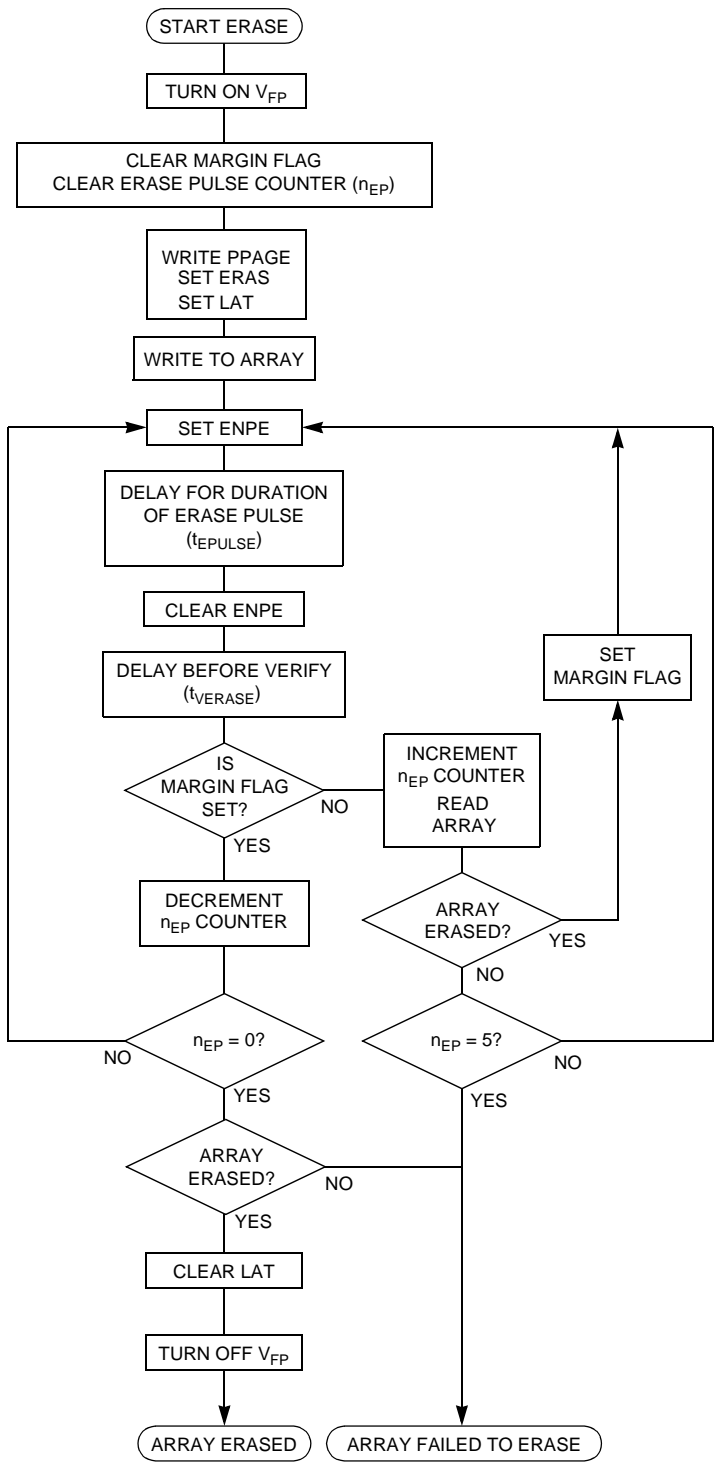 START ERASE
TURN ON VFP
CLEAR MARGIN FLAG
CLEAR ERASE PULSE COUNTER (nEP)
WRITE PPAGE
SET ERAS
SET LAT
WRITE TO ARRAY
SET ENPE
DELAY FOR DURATION
OF ERASE PULSE
(tEPULSE)
CLEAR ENPE
DELAY BEFORE VERIFY
(tVERASE)
IS
MARGIN FLAG
SET?
NO
YES
INCREMENT
nEP COUNTER
READ
ARRAY
SET
MARGIN FLAG
DECREMENT
nEP COUNTER
ARRAY
ERASED?
YES
NO
nEP = 0?
NO
YES
nEP = 5?
NO
YES
ARRAY
ERASED?
NO
YES
CLEAR LAT
TURN OFF VFP
ARRAY ERASED
ARRAY FAILED TO ERASE